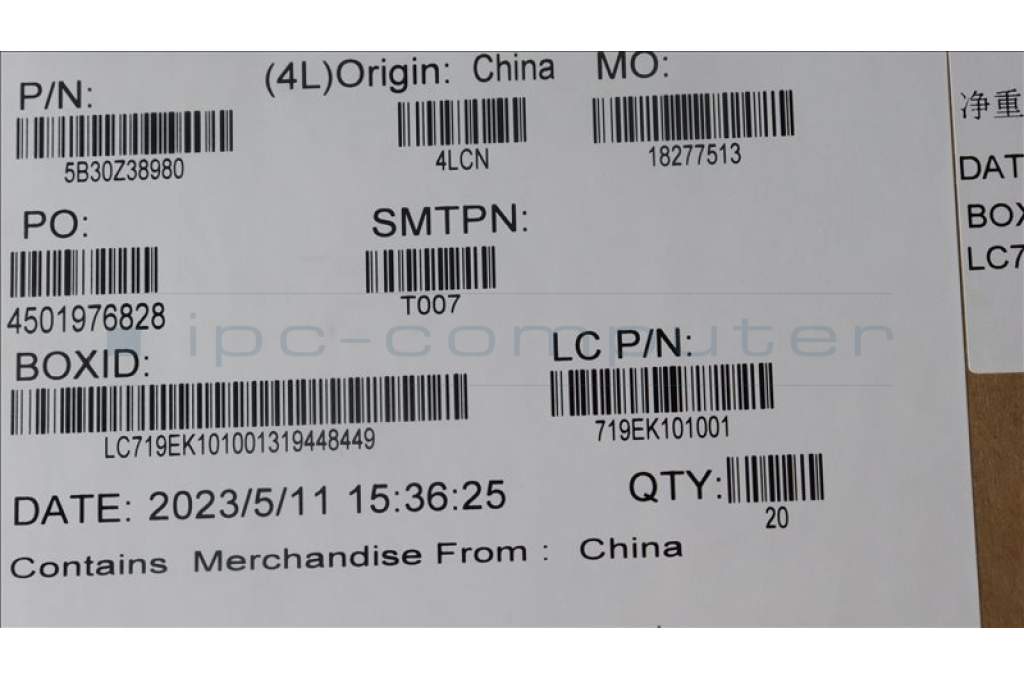 P/N:
(4L)Origin: China
MO:
5B30Z38980
4LCN
18277513
PO:
SMTPN:
4501976828
T007
ipc-computer
BOXID:
LC P/N:
LC719EK101001319448449
719EK101001
DATE: 2023/5/11 15:36:25
QTY:
20
Contains Merchandise From : China
净重
DAT
BOX
LC7